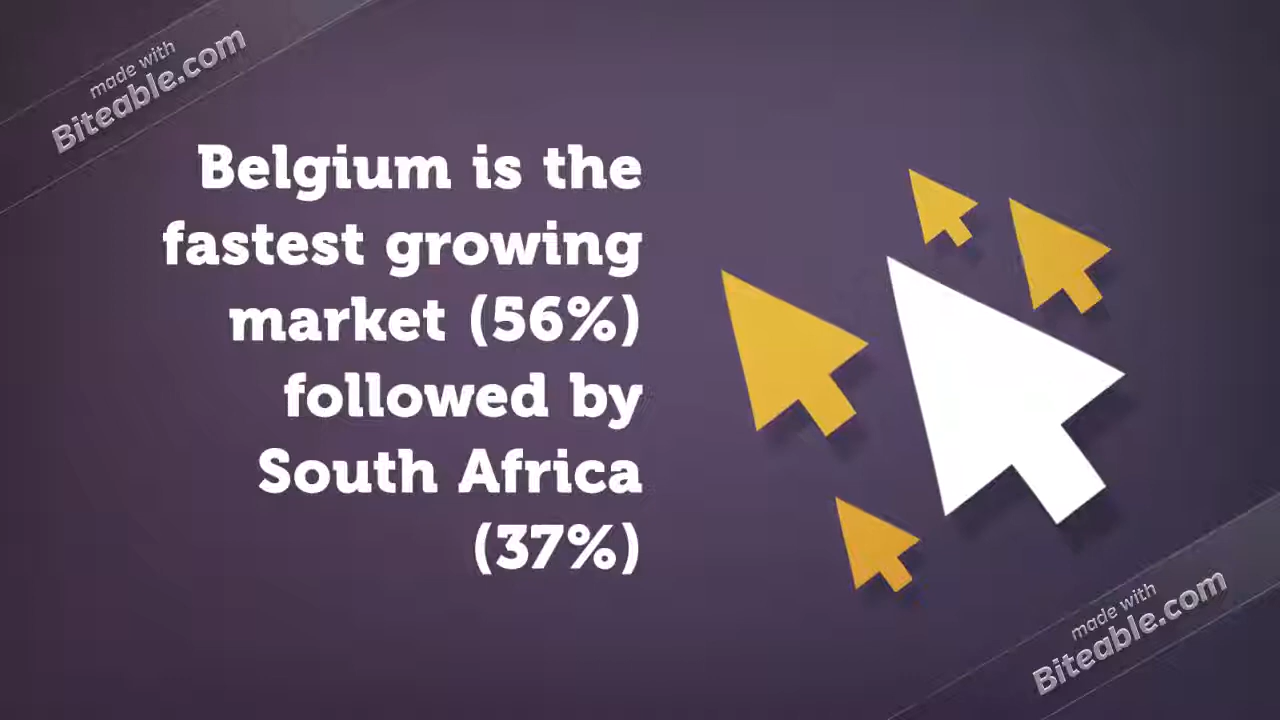 made with
Biteable.com
Belgium is the
fastest growing
market (56%)
followed by
South Africa
(37%)
made with
Biteable.com